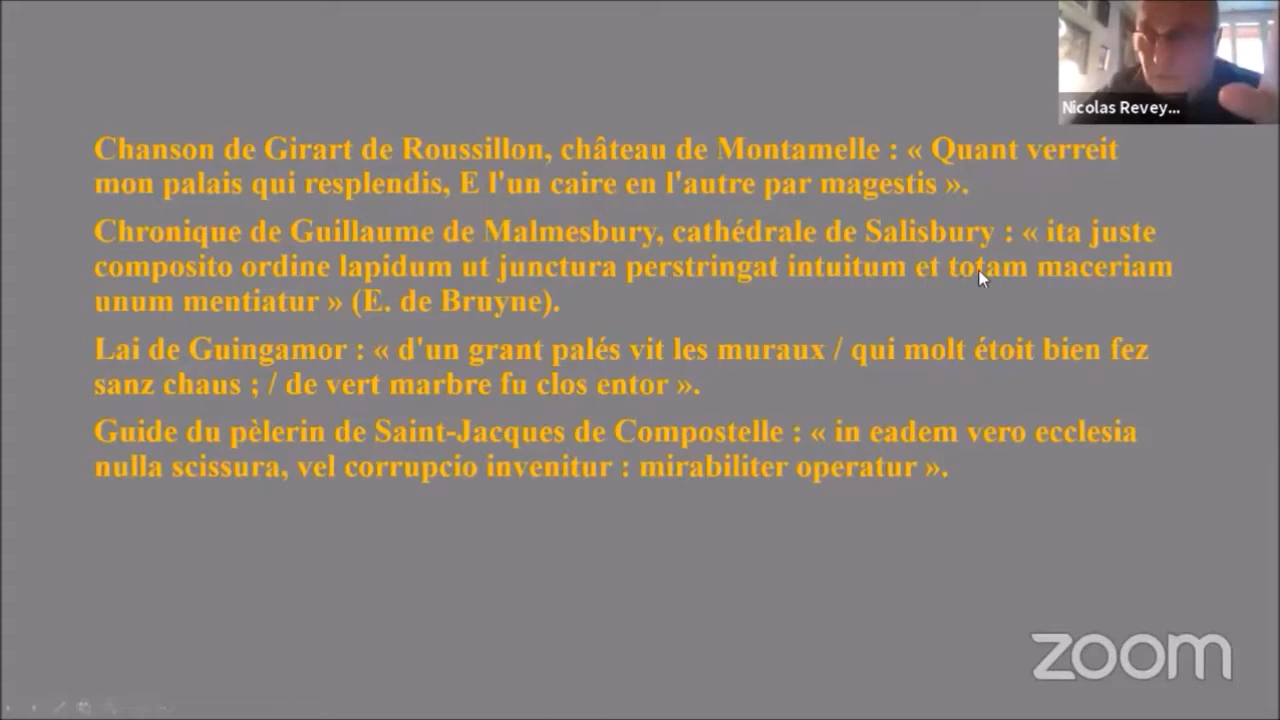 Nicolas Revey...
Chanson de Girart de Roussillon, château de Montamelle : « Quant verreit
mon palais qui resplendis, E l'un caire en l'autre par magestis ».
Chronique de Guillaume de Malmesbury, cathédrale de Salisbury : « ita juste
composito ordine lapidum ut junctura perstringat intuitum et totam maceriam
unum mentiatur » (E. de Bruyne).
Lai de Guingamor : « d'un grant palés vit les muraux / qui molt étoit bien fez
sanz chaus ; / de vert marbre fu clos entor ».
Guide du pèlerin de Saint-Jacques de Compostelle : « in eadem vero ecclesia
nulla scissura, vel corrupcio invenitur : mirabiliter operatur ».
zoom